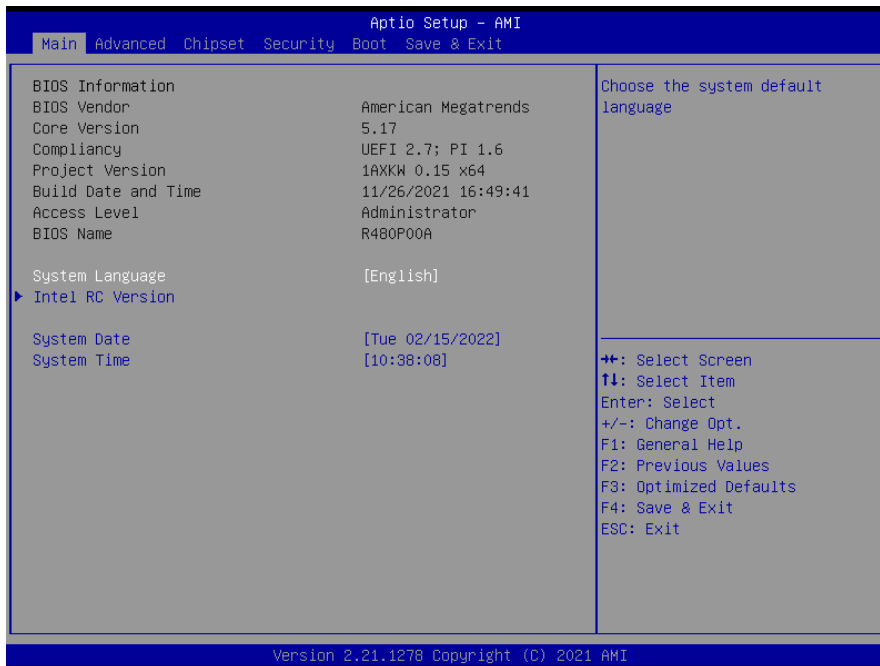 Aptio Setup – AMI
Main Advanced Chipset Security Boot Save & Exit
BIOS Information
BIOS Vendor American Megatrends
Core Version 5.17
Compliancy UEFI 2.7; PI 1.6
Project Version 1AXKW 0.15 x64
Build Date and Time 11/26/2021 16:49:41
Access Level Administrator
BIOS Name R480P00A
System Language [English]
▶ Intel RC Version
System Date [Tue 02/15/2022]
System Time [10:38:08]
Choose the system default
language
→←: Select Screen
↑↓: Select Item
Enter: Select
+/-: Change Opt.
F1: General Help
F2: Previous Values
F3: Optimized Defaults
F4: Save & Exit
ESC: Exit
Version 2.21.1278 Copyright (C) 2021 AMI